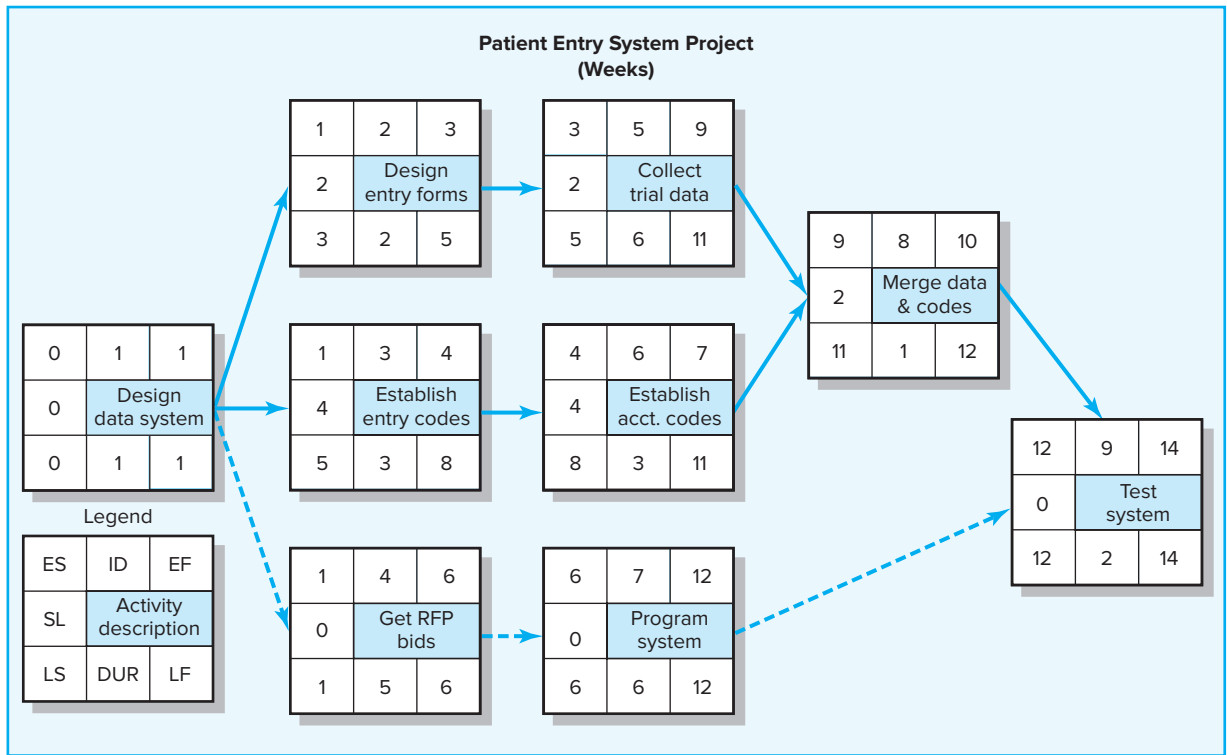 Patient Entry System Project
(Weeks)
1 2 3
2 Design
entry forms
3 2 5
3 5 9
2 Collect
trial data
5 6 11
9 8 10
2 Merge data
& codes
11 1 12
0 1 1
0 Design
data system
0 1 1
1 3 4
4 Establish
entry codes
5 3 8
4 6 7
4 Establish
acct. codes
8 3 11
12 9 14
0 Test
system
12 2 14
Legend
ES ID EF
SL Activity
description
LS DUR LF
1 4 6
0 Get RFP
bids
1 5 6
6 7 12
0 Program
system
6 6 12